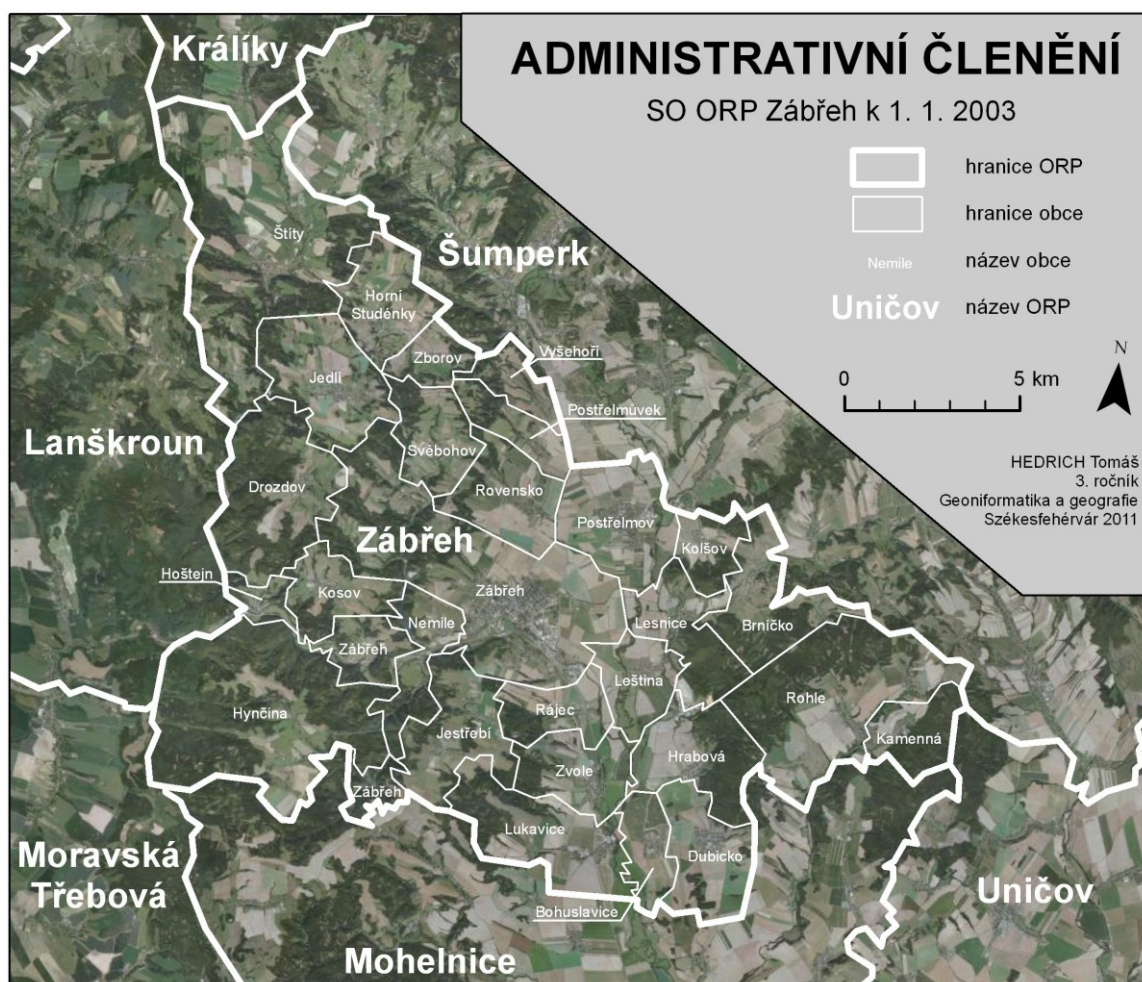 ADMINISTRATIVNÍ ČLENĚNÍ
SO ORP Zábřeh k 1. 1. 2003
hranice ORP
hranice obce
Nemile
název obce
Uničov
název ORP
N
0
5 km
HEDRICH Tomáš
3. ročník
Geoniformatika a geografie
Székesfehérvár 2011
Králíky
Štíty
Šumperk
Horní
Studénky
Zborov
Vyšehoří
Jedlí
Postřelmůvek
Lanškroun
Svébohov
Drozdov
Rovensko
Postřelmov
Zábřeh
Kolšov
Hoštejn
Kosov
Zábřeh
Nemile
Lesnice
Brníčko
Zábřeh
Leština
Hynčina
Rájec
Rohle
Jestřebí
Kamenná
Hrabová
Zvole
Zábřeh
Lukavice
Dubicko
Moravská
Třebová
Uničov
Bohuslavice
Mohelnice